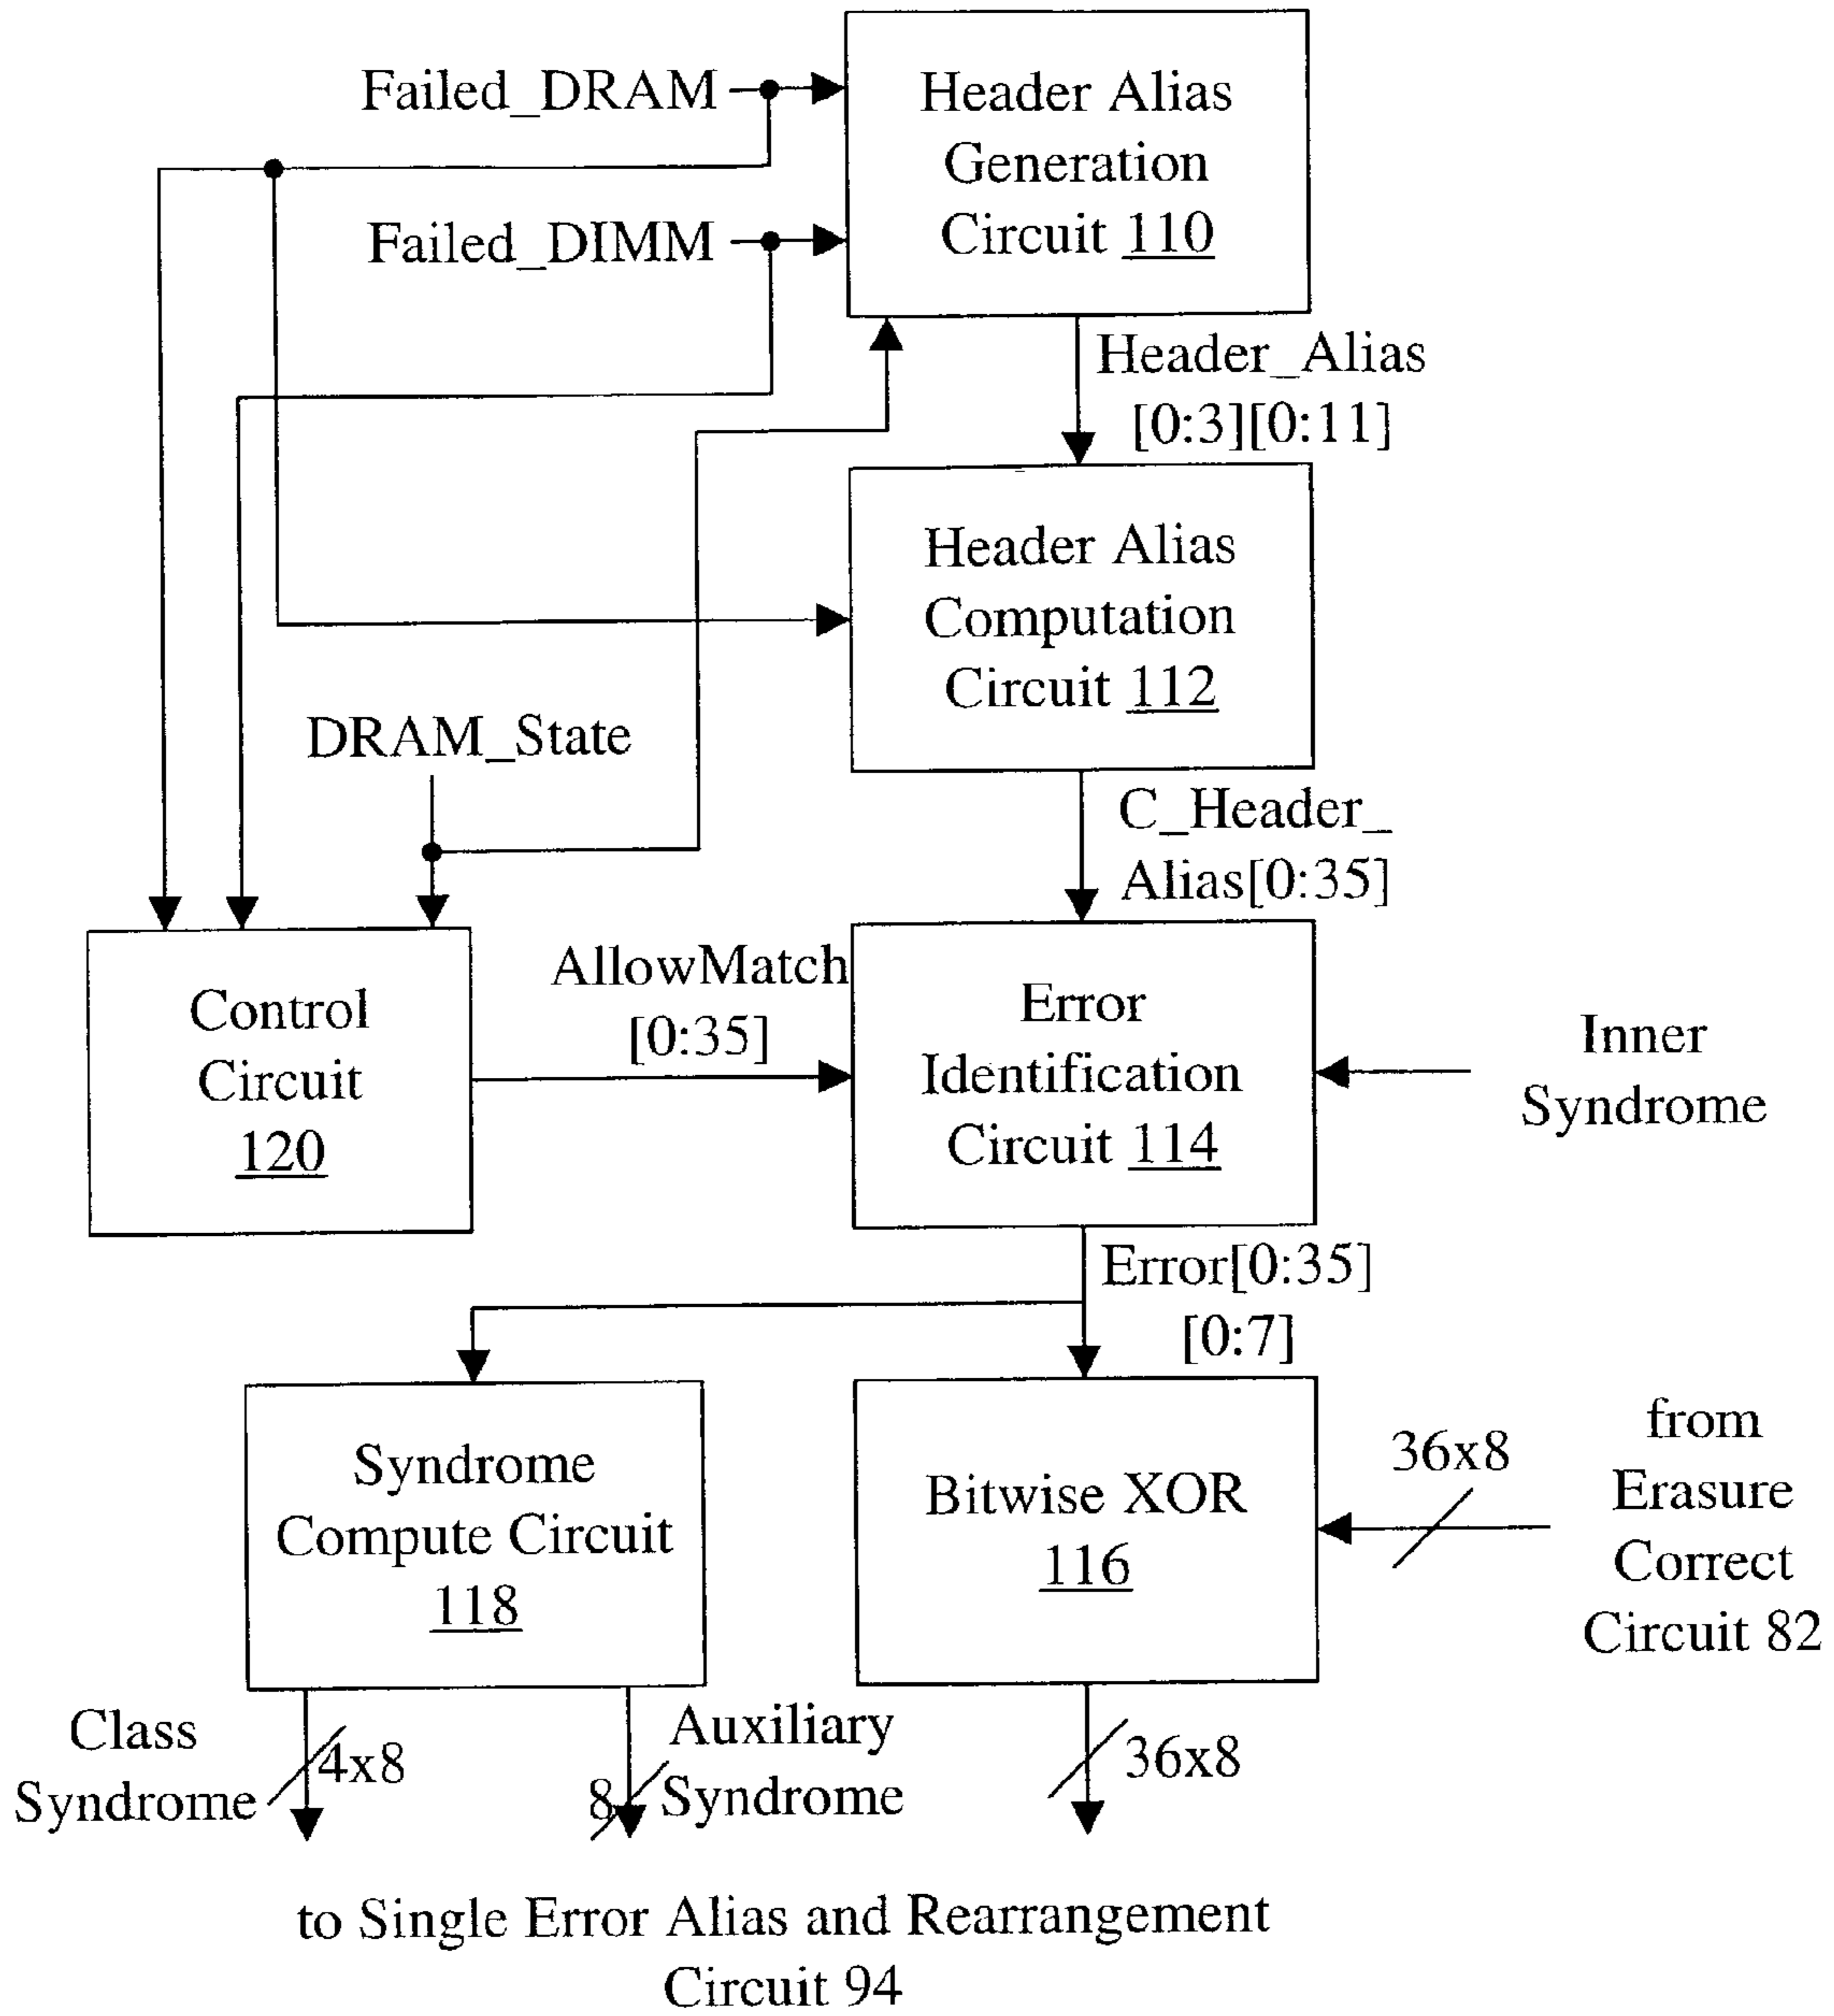 Failed_DRAM
Header Alias
Generation
Circuit 110
Failed_DIMM
Header_Alias
[0:3][0:11]
Header Alias
Computation
Circuit 112
DRAM_State
C_Header_
Alias[0:35]
Control
Circuit
120
AllowMatch
[0:35]
Error
Identification
Circuit 114
Inner
Syndrome
Error[0:35]
[0:7]
Syndrome
Compute Circuit
118
Bitwise XOR
116
36x8
from
Erasure
Correct
Circuit 82
Class
Syndrome
4x8
8
Auxiliary
Syndrome
36x8
to Single Error Alias and Rearrangement
Circuit 94